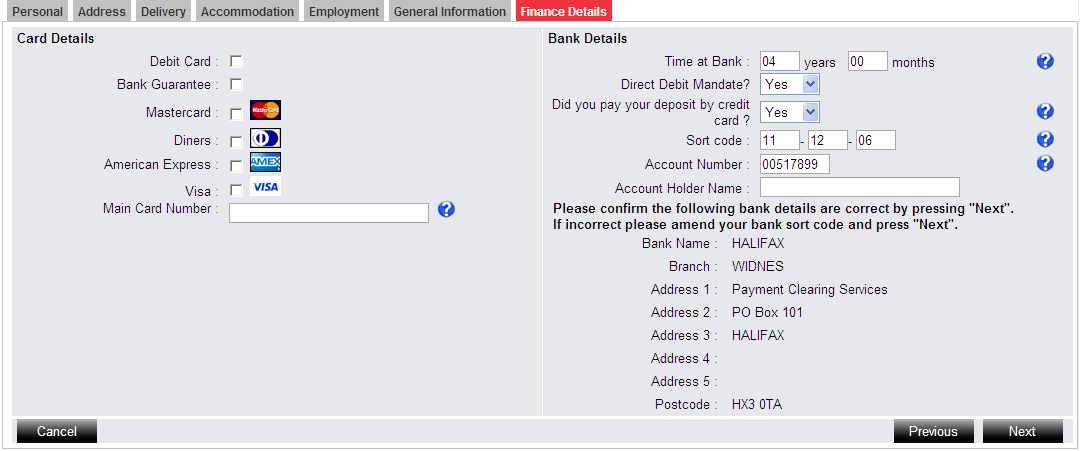 Personal Address Delivery Accommodation Employment General Information Finance Details
Card Details
Debit Card :
Bank Guarantee :
Mastercard : MasterCard
Diners :
American Express : AMEX
Visa : VISA
Main Card Number : ?
Bank Details
Time at Bank : 04 years 00 months ?
Direct Debit Mandate? Yes
Did you pay your deposit by credit
card ? Yes ?
Sort code : 11 - 12 - 06 ?
Account Number : 00517899 ?
Account Holder Name :
Please confirm the following bank details are correct by pressing "Next".
If incorrect please amend your bank sort code and press "Next".
Bank Name : HALIFAX
Branch : WIDNES
Address 1 : Payment Clearing Services
Address 2 : PO Box 101
Address 3 : HALIFAX
Address 4 :
Address 5 :
Postcode : HX3 0TA
Cancel Previous Next